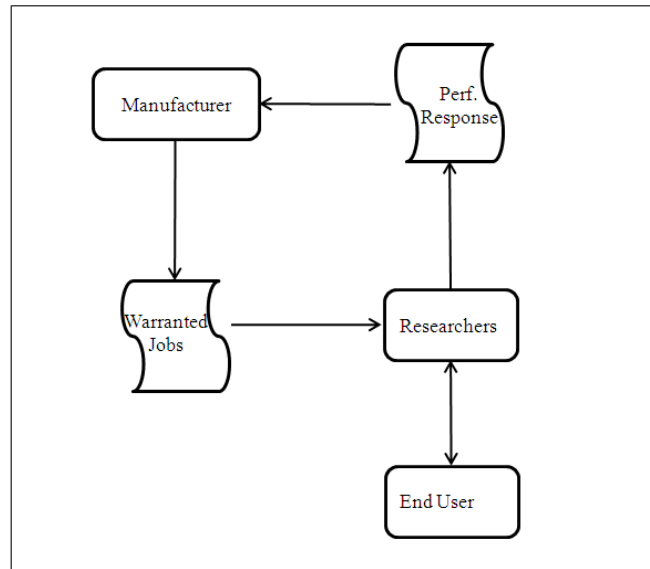 Manufacturer
Perf.
Response
Warranted
Jobs
Researchers
End User